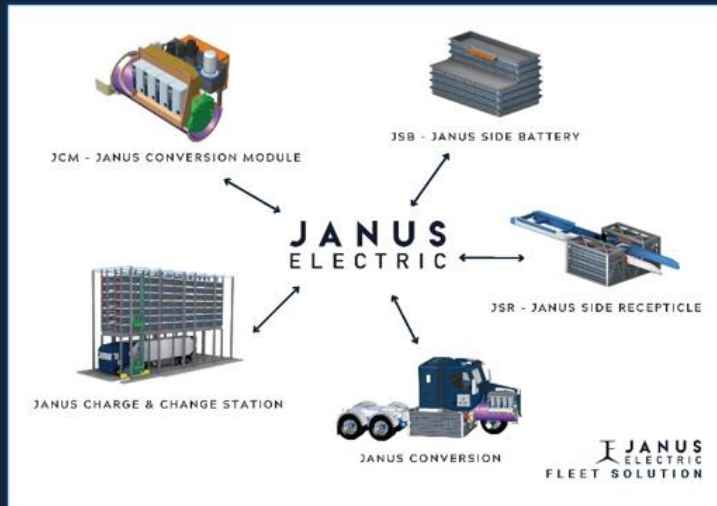 JCM - JANUS CONVERSION MODULE
JSB - JANUS SIDE BATTERY
JANUS
ELECTRIC
JSR - JANUS SIDE RECEPTICLE
JANUS CHARGE & CHANGE STATION
JANUS CONVERSION
JANUS
ELECTRIC
FLEET SOLUTION